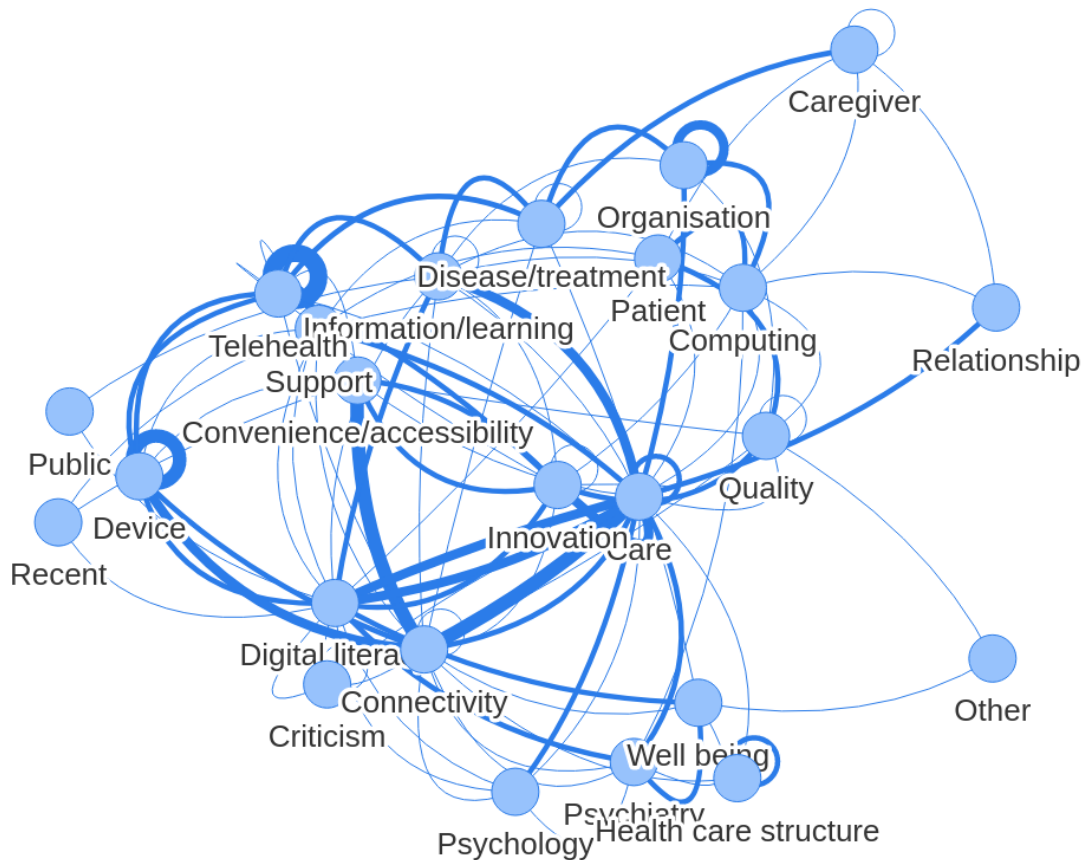 Caregiver
Organisation
Disease/treatment
Patient
Information/learning
Telehealth
Computing
Relationship
Support
Convenience/accessibility
Public
Quality
Device
Innovation
Care
Recent
Digital litera
Connectivity
Other
Criticism
Well being
Psychiatry
Health care structure
Psychology